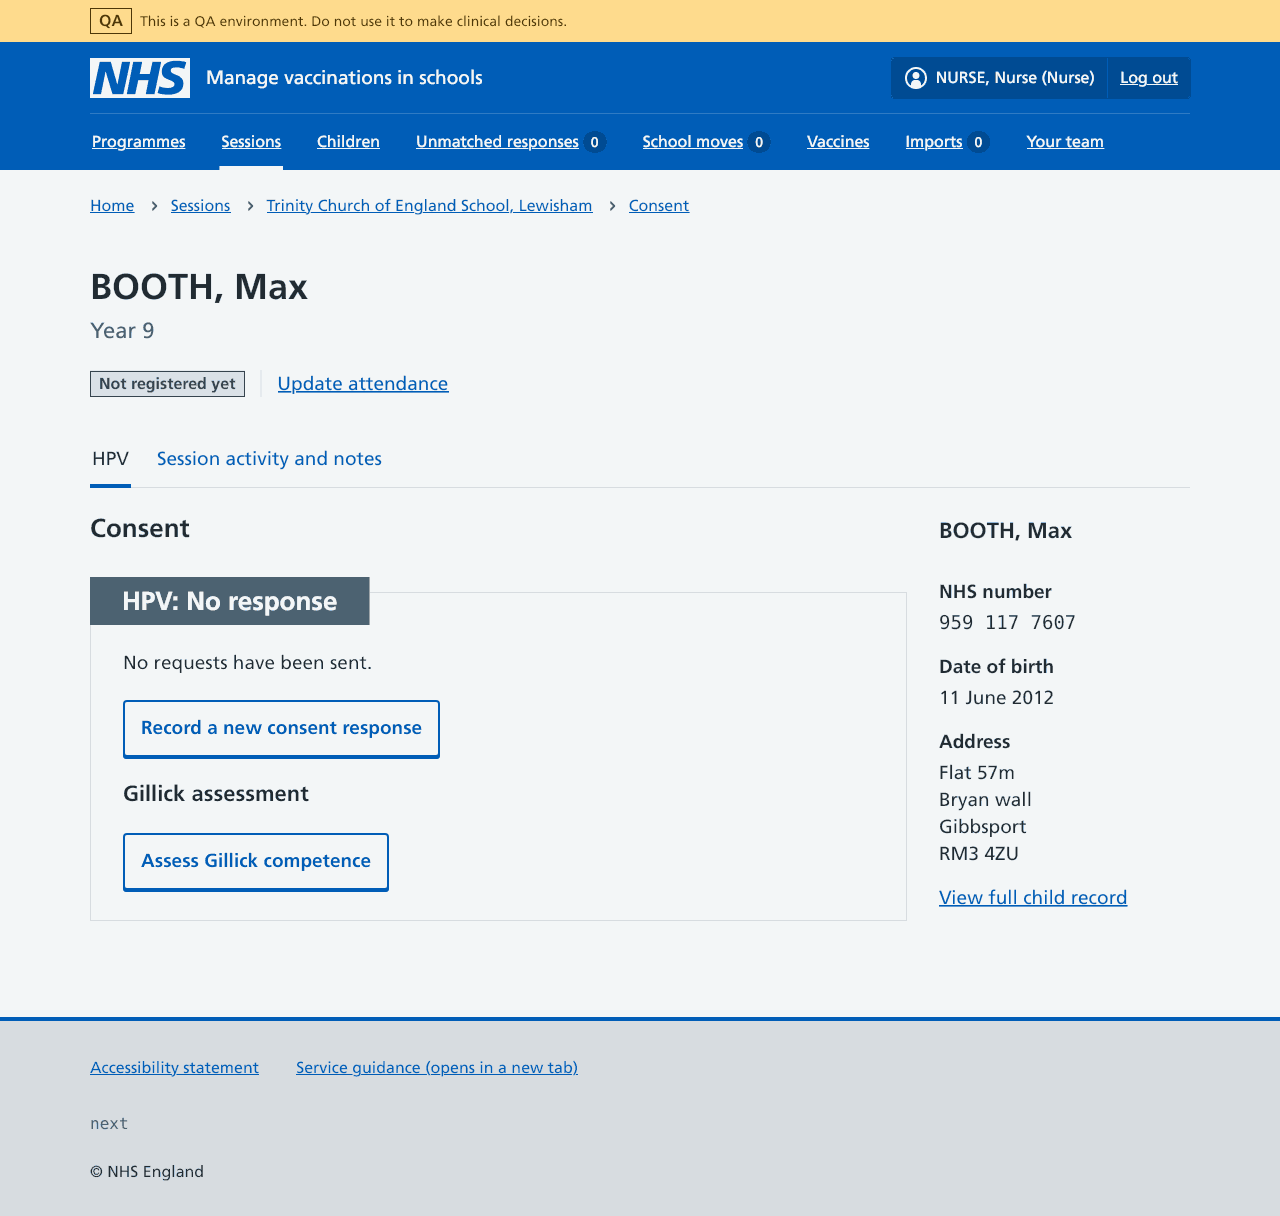 QA This is a QA environment. Do not use it to make clinical decisions.
NHS Manage vaccinations in schools NURSE, Nurse (Nurse) Log out
Programmes Sessions Children Unmatched responses 0 School moves 0 Vaccines Imports 0 Your team
Home Sessions Trinity Church of England School, Lewisham Consent
BOOTH, Max
Year 9
Not registered yet Update attendance
HPV Session activity and notes
Consent
HPV: No response
No requests have been sent.
Record a new consent response
Gillick assessment
Assess Gillick competence
BOOTH, Max
NHS number
959 117 7607
Date of birth
11 June 2012
Address
Flat 57m
Bryan wall
Gibbsport
RM3 4ZU
View full child record
Accessibility statement Service guidance (opens in a new tab)
next
© NHS England